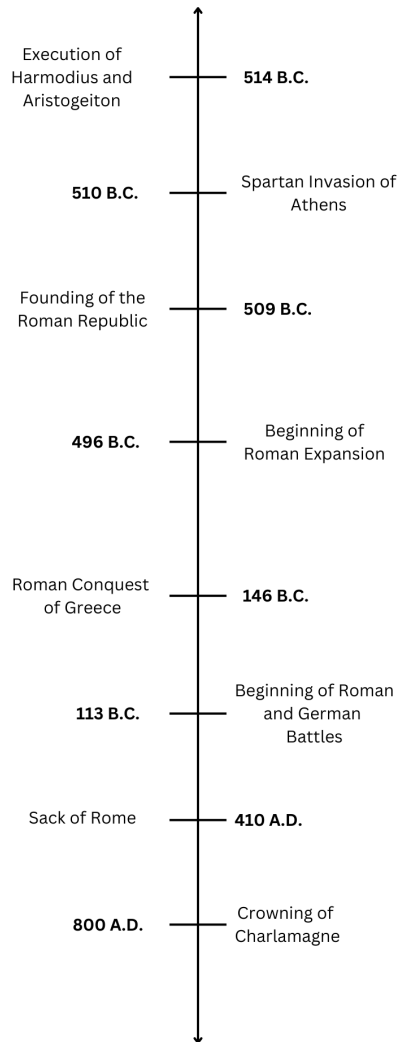 Execution of
Harmodius and
Aristogeiton
514 B.C.
510 B.C.
Spartan Invasion of
Athens
Founding of the
Roman Republic
509 B.C.
496 B.C.
Beginning of
Roman Expansion
Roman Conquest
of Greece
146 B.C.
113 B.C.
Beginning of Roman
and German
Battles
Sack of Rome
410 A.D.
800 A.D.
Crowning of
Charlamagne